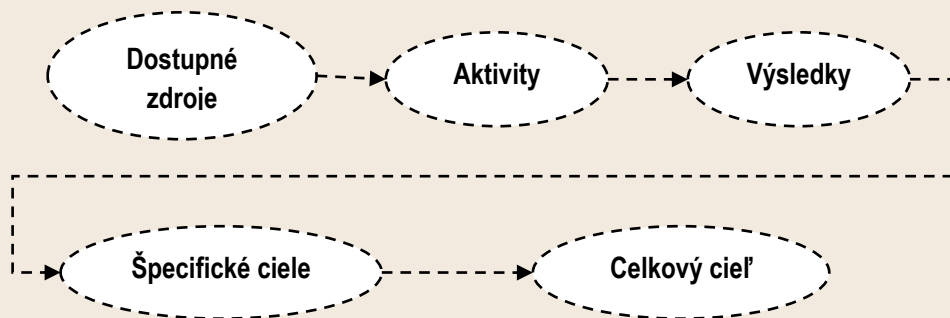 Dostupné
zdroje
Aktivity
Výsledky
Špecifické ciele
Celkový cieľ